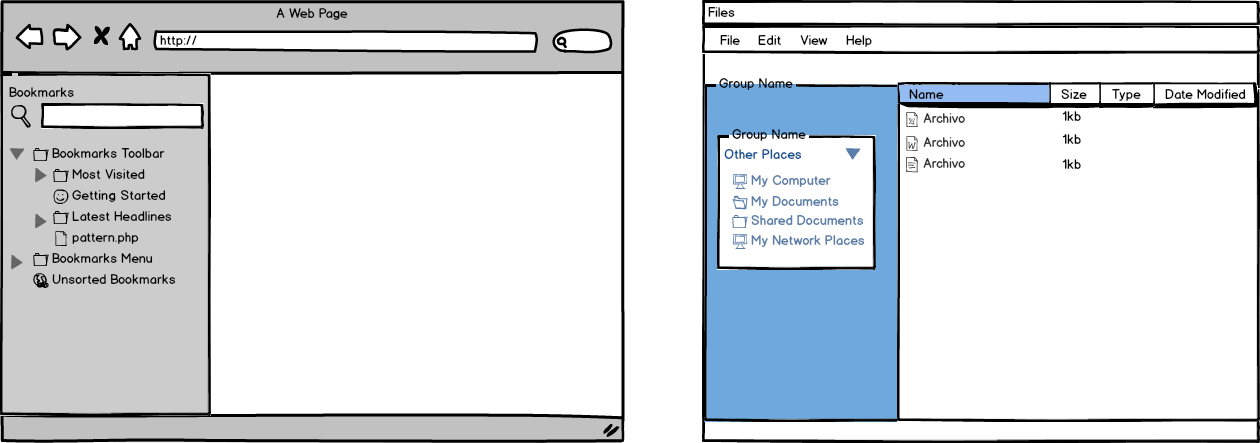 A Web Page
http://
Bookmarks
Bookmarks Toolbar
Most Visited
Getting Started
Latest Headlines
pattern.php
Bookmarks Menu
Unsorted Bookmarks
Files
File Edit View Help
Group Name
Group Name
Other Places
My Computer
My Documents
Shared Documents
My Network Places
Name Size Type Date Modified
Archivo 1kb
Archivo 1kb
Archivo 1kb